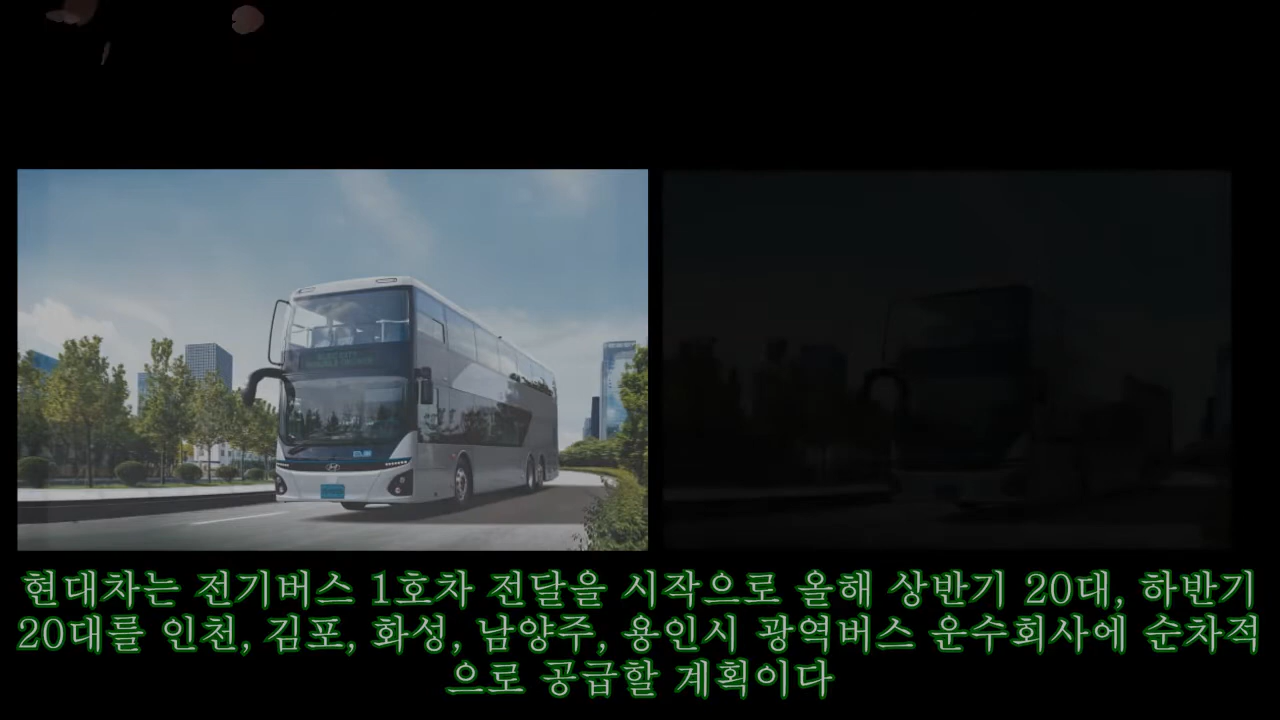 현대차는 전기버스 1호차 전달을 시작으로 올해 상반기 20대, 하반기
20대를 인천, 김포, 화성, 남양주, 용인시 광역버스 운수회사에 순차적
으로 공급할 계획이다